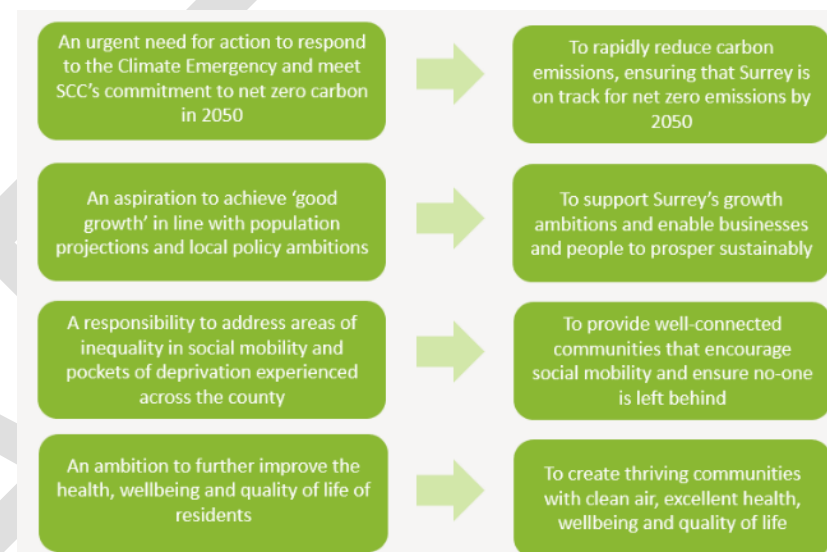 An urgent need for action to respond
to the Climate Emergency and meet
SCC's commitment to net zero carbon
in 2050
To rapidly reduce carbon
emissions, ensuring that Surrey is
on track for net zero emissions by
2050
An aspiration to achieve 'good
growth' in line with population
projections and local policy ambitions
To support Surrey's growth
ambitions and enable businesses
and people to prosper sustainably
A responsibility to address areas of
inequality in social mobility and
pockets of deprivation experienced
across the county
To provide well-connected
communities that encourage
social mobility and ensure no-one
is left behind
An ambition to further improve the
health, wellbeing and quality of life of
residents
To create thriving communities
with clean air, excellent health,
wellbeing and quality of life